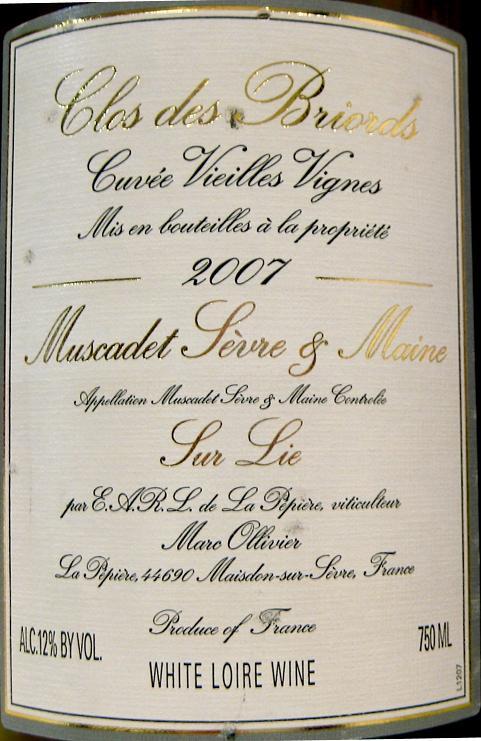 Clos des Briords
Cuvée Vieilles Vignes
Mis en bouteilles à la propriété
2007
Muscadet Sèvre & Maine
Appellation Muscadet Sèvre & Maine Controlée
Sur Lie
par E.A.R.L. de La Pépière, viticulteur
Marc Ollivier
La Pépière, 44690 Maisdon-sur-Sèvre, France
Produce of France
ALC.12% BY VOL.
750 ML
WHITE LOIRE WINE
L1207